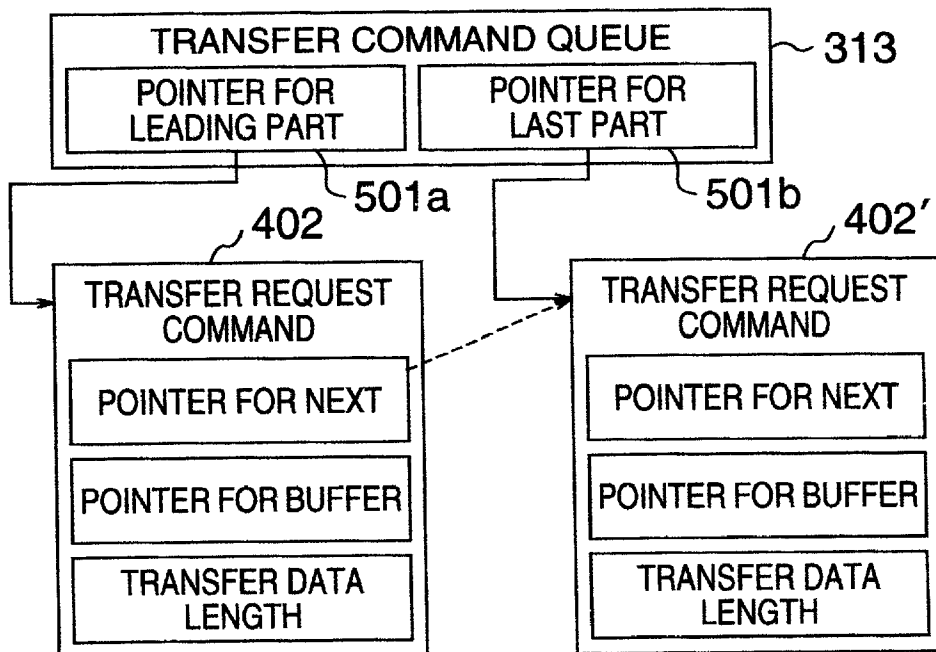 TRANSFER COMMAND QUEUE
313
POINTER FOR
LEADING PART
POINTER FOR
LAST PART
501a
501b
402
TRANSFER REQUEST
COMMAND
POINTER FOR NEXT
POINTER FOR BUFFER
TRANSFER DATA
LENGTH
402′
TRANSFER REQUEST
COMMAND
POINTER FOR NEXT
POINTER FOR BUFFER
TRANSFER DATA
LENGTH